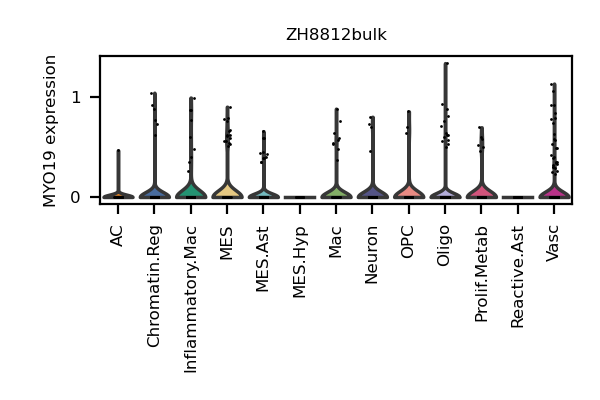 ZH8812bulk
MYO19 expression
1
0
AC
Chromatin.Reg
Inflammatory.Mac
MES
MES.Ast
MES.Hyp
Mac
Neuron
OPC
Oligo
Prolif.Metab
Reactive.Ast
Vasc